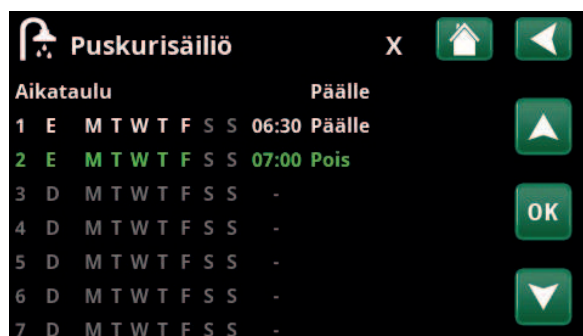 Puskurisäiliö X
Aikataulu Päälle
1 E M T W T F S S 06:30 Päälle
2 E M T W T F S S 07:00 Pois
3 D M T W T F S S -
4 D M T W T F S S -
OK
5 D M T W T F S S -
6 D M T W T F S S -
7 D M T W T F S S -